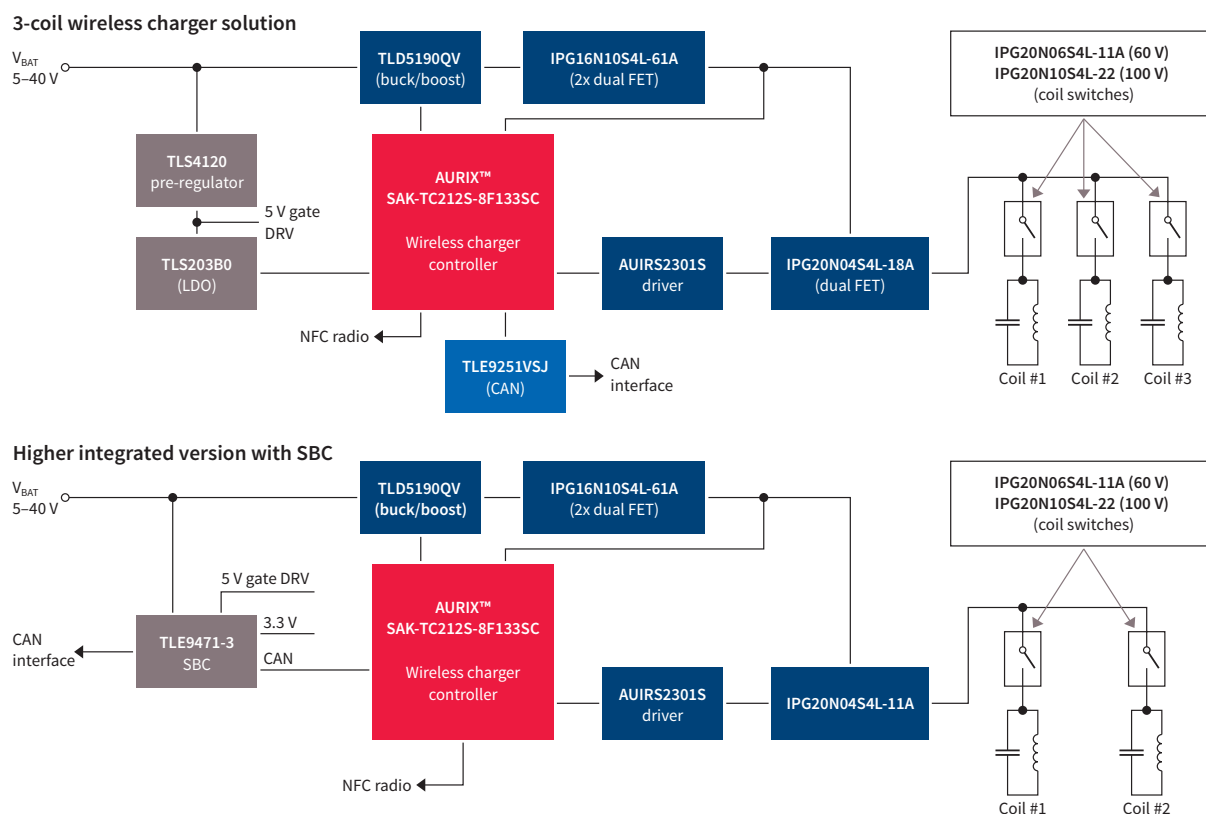 3-coil wireless charger solution
VBAT
5–40 V
TLD5190QV
(buck/boost)
IPG16N10S4L-61A
(2x dual FET)
IPG20N06S4L-11A (60 V)
IPG20N10S4L-22 (100 V)
(coil switches)
TLS4120
pre-regulator
AURIX™
SAK-TC212S-8F133SC
Wireless charger
controller
5 V gate
DRV
TLS203B0
(LDO)
AUIRS2301S
driver
IPG20N04S4L-18A
(dual FET)
NFC radio
TLE9251VSJ
(CAN)
CAN
interface
Coil #1
Coil #2
Coil #3
Higher integrated version with SBC
VBAT
5–40 V
TLD5190QV
(buck/boost)
IPG16N10S4L-61A
(2x dual FET)
IPG20N06S4L-11A (60 V)
IPG20N10S4L-22 (100 V)
(coil switches)
5 V gate DRV
AURIX™
SAK-TC212S-8F133SC
Wireless charger
controller
CAN
interface
TLE9471-3
SBC
3.3 V
CAN
AUIRS2301S
driver
IPG20N04S4L-11A
NFC radio
Coil #1
Coil #2